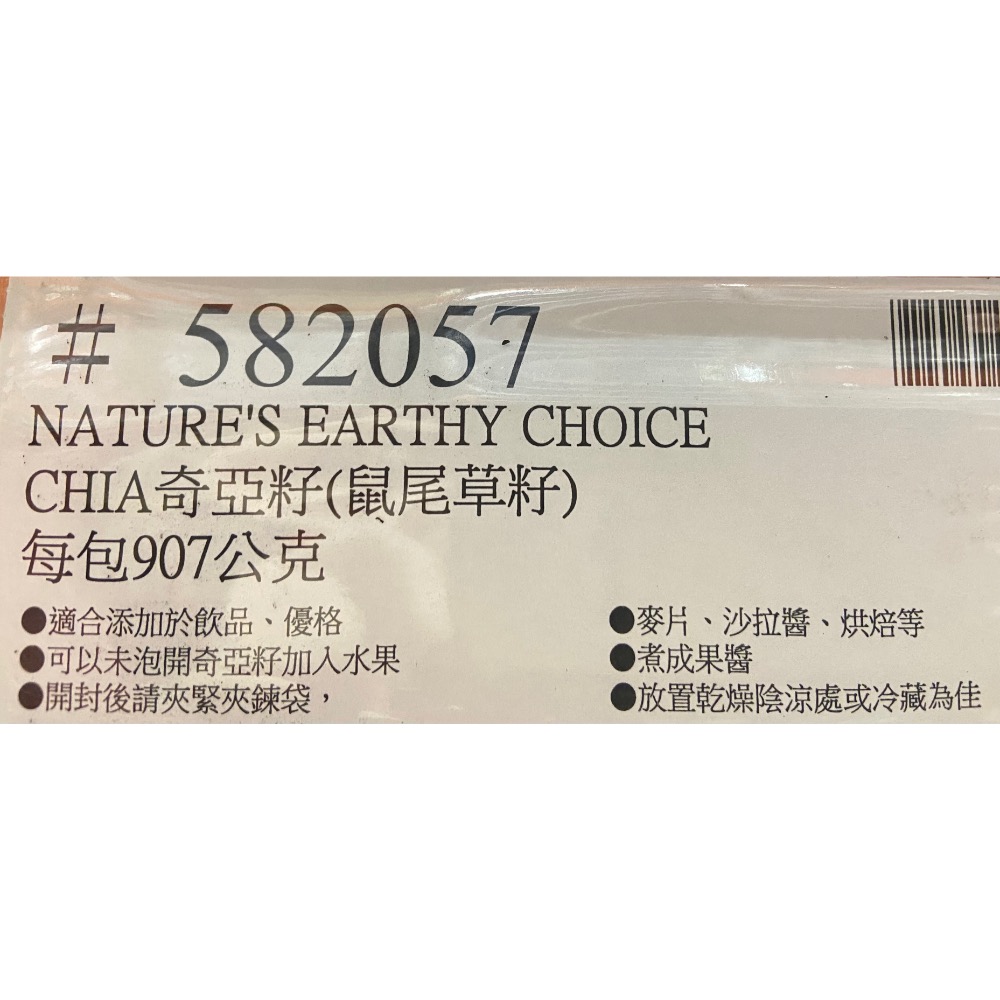 # 582057
NATURE'S EARTHY CHOICE
CHIA奇亞籽(鼠尾草籽)
每包907公克
●適合添加於飲品、優格
●麥片、沙拉醬、烘焙等
●可以未泡開奇亞籽加入水果
●煮成果醬
●開封後請夾緊夾鍊袋，
●放置乾燥陰涼處或冷藏為佳